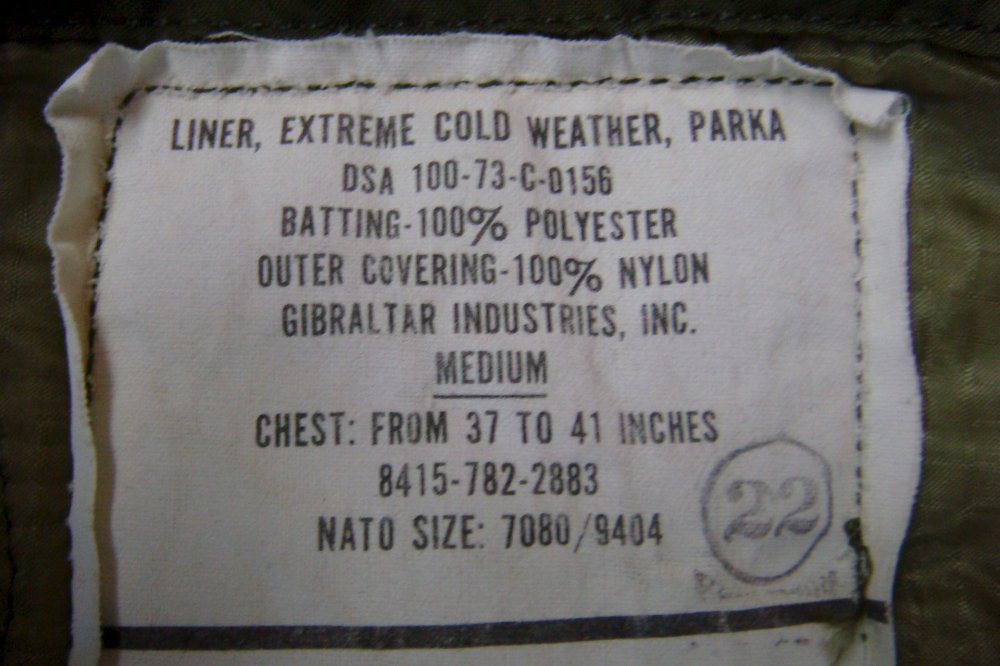 LINER, EXTREME COLD WEATHER, PARKA
DSA 100-73-C-0156
BATTING-100% POLYESTER
OUTER COVERING-100% NYLON
GIBRALTAR INDUSTRIES, INC.
MEDIUM
CHEST: FROM 37 TO 41 INCHES
8415-782-2883
NATO SIZE: 7080/9404
22